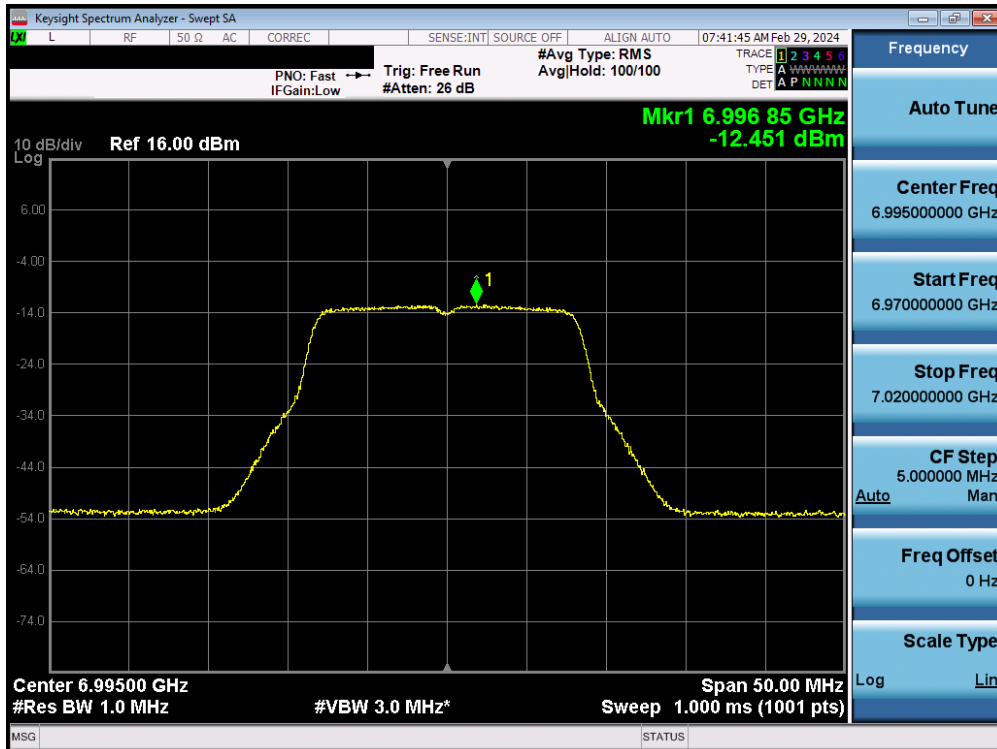 Keysight Spectrum Analyzer - Swept SA
LXI L RF 50 Ω AC CORREC SENSE:INT SOURCE OFF ALIGN AUTO 07:41:45 AM Feb 29, 2024
PNO: Fast
IFGain:Low
Trig: Free Run
#Atten: 26 dB
#Avg Type: RMS
Avg|Hold: 100/100
TRACE 1 2 3 4 5 6
TYPE A WWWWW
DET A P N N N N
Mkr1 6.996 85 GHz
-12.451 dBm
10 dB/div Ref 16.00 dBm
Log
6.00
-4.00
1
-14.0
-24.0
-34.0
-44.0
-54.0
-64.0
-74.0
Center 6.99500 GHz Span 50.00 MHz
#Res BW 1.0 MHz #VBW 3.0 MHz* Sweep 1.000 ms (1001 pts)
MSG STATUS
Frequency
Auto Tune
Center Freq
6.995000000 GHz
Start Freq
6.970000000 GHz
Stop Freq
7.020000000 GHz
CF Step
5.000000 MHz
Auto Man
Freq Offset
0 Hz
Scale Type
Log Lin